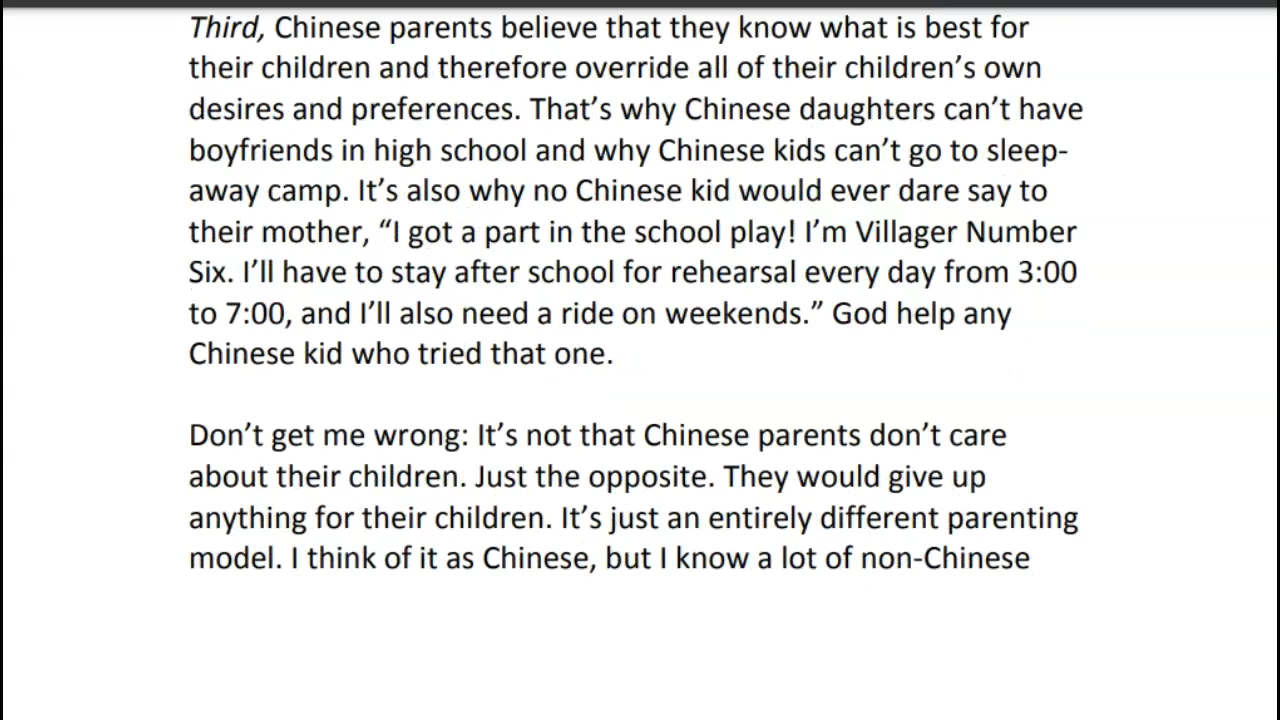 Third, Chinese parents believe that they know what is best for
their children and therefore override all of their children’s own
desires and preferences. That’s why Chinese daughters can’t have
boyfriends in high school and why Chinese kids can’t go to sleep-
away camp. It’s also why no Chinese kid would ever dare say to
their mother, “I got a part in the school play! I’m Villager Number
Six. I’ll have to stay after school for rehearsal every day from 3:00
to 7:00, and I’ll also need a ride on weekends.” God help any
Chinese kid who tried that one.
Don’t get me wrong: It’s not that Chinese parents don’t care
about their children. Just the opposite. They would give up
anything for their children. It’s just an entirely different parenting
model. I think of it as Chinese, but I know a lot of non-Chinese